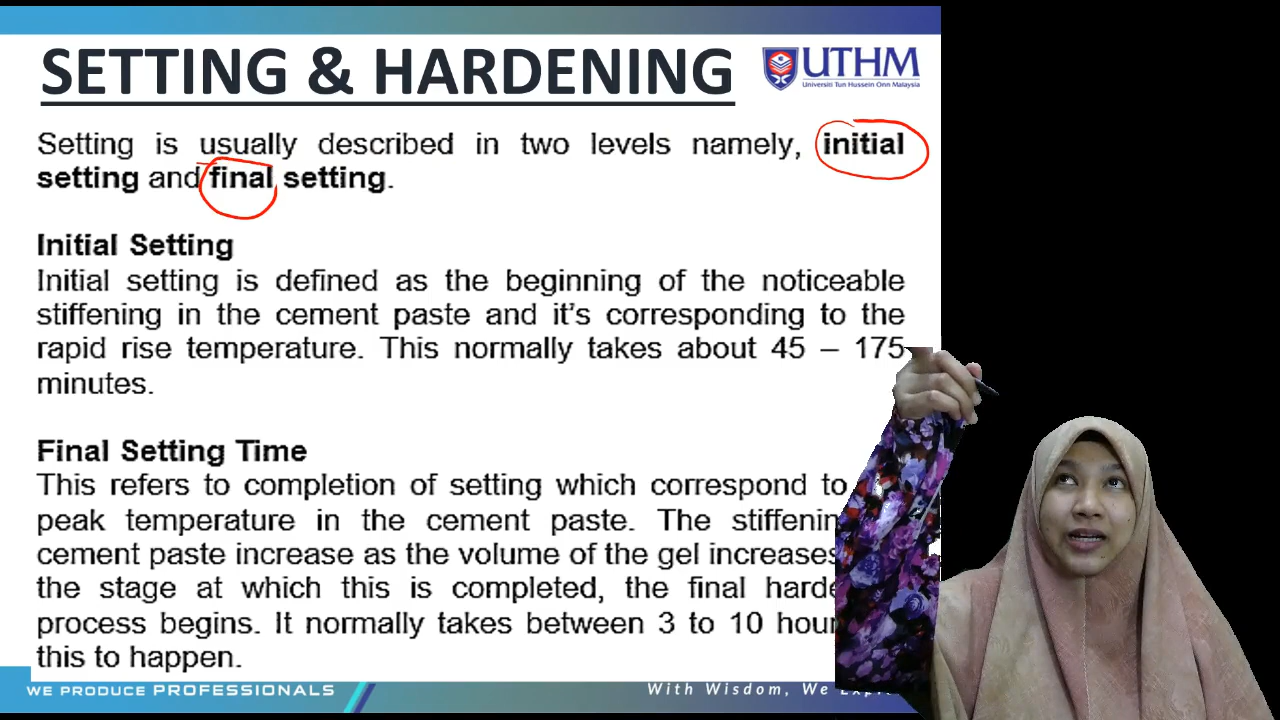 SETTING & HARDENING
UTHM
Universiti Tun Hussein Onn Malaysia
Setting is usually described in two levels namely, initial
setting and final setting.
Initial Setting
Initial setting is defined as the beginning of the noticeable
stiffening in the cement paste and it's corresponding to the
rapid rise temperature. This normally takes about 45 – 175
minutes.
Final Setting Time
This refers to completion of setting which correspond to
peak temperature in the cement paste. The
cement paste increase as the volume of the gel increases
the stage at which this is completed, the final
process begins. It normally takes between 3 to 10
this to happen.
WE PRODUCE PROFESSIONALS
With Wisdom, We